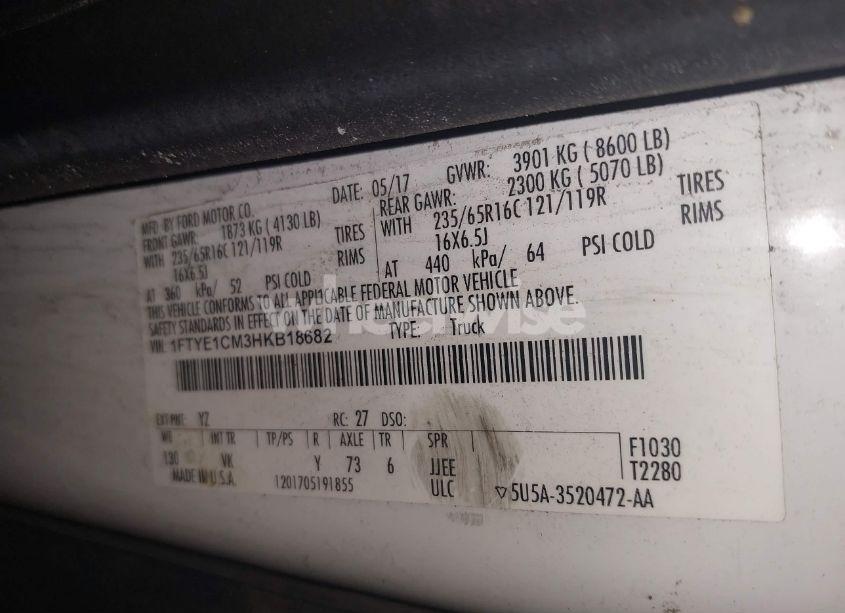 MFD. BY FORD MOTOR CO.
DATE: 05/17
GVWR: 3901 KG ( 8600 LB)
FRONT GAWR: 1873 KG ( 4130 LB)
REAR GAWR: 2300 KG ( 5070 LB)
WITH 235/65R16C 121/119R TIRES
WITH 235/65R16C 121/119R TIRES
16X6.5J RIMS
16X6.5J RIMS
AT 360 kPa/ 52 PSI COLD
AT 440 kPa/ 64 PSI COLD
THIS VEHICLE CONFORMS TO ALL APPLICABLE FEDERAL MOTOR VEHICLE
SAFETY STANDARDS IN EFFECT ON THE DATE OF MANUFACTURE SHOWN ABOVE.
VIN: 1FTYE1CM3HKB18682
TYPE: Truck
EXT PNT: YZ RC: 27 DSO:
WB INT TR TP/PS R AXLE TR SPR
130 VK Y 73 6 JJEE
F1030
T2280
MADE IN U.S.A. 1201705191855 ULC ▽5U5A-3520472-AA
wheelwise